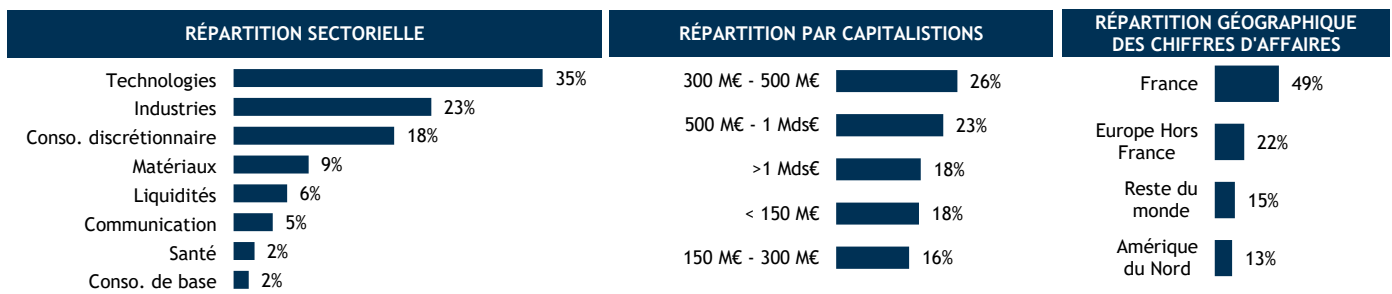 RÉPARTITION SECTORIELLE
Technologies 35%
Industries 23%
Conso. discrétionnaire 18%
Matériaux 9%
Liquidités 6%
Communication 5%
Santé 2%
Conso. de base 2%
RÉPARTITION PAR CAPITALISTIONS
300 M€ - 500 M€ 26%
500 M€ - 1 Mds€ 23%
>1 Mds€ 18%
< 150 M€ 18%
150 M€ - 300 M€ 16%
RÉPARTITION GÉOGRAPHIQUE
DES CHIFFRES D'AFFAIRES
France 49%
Europe Hors
France 22%
Reste du
monde 15%
Amérique
du Nord 13%